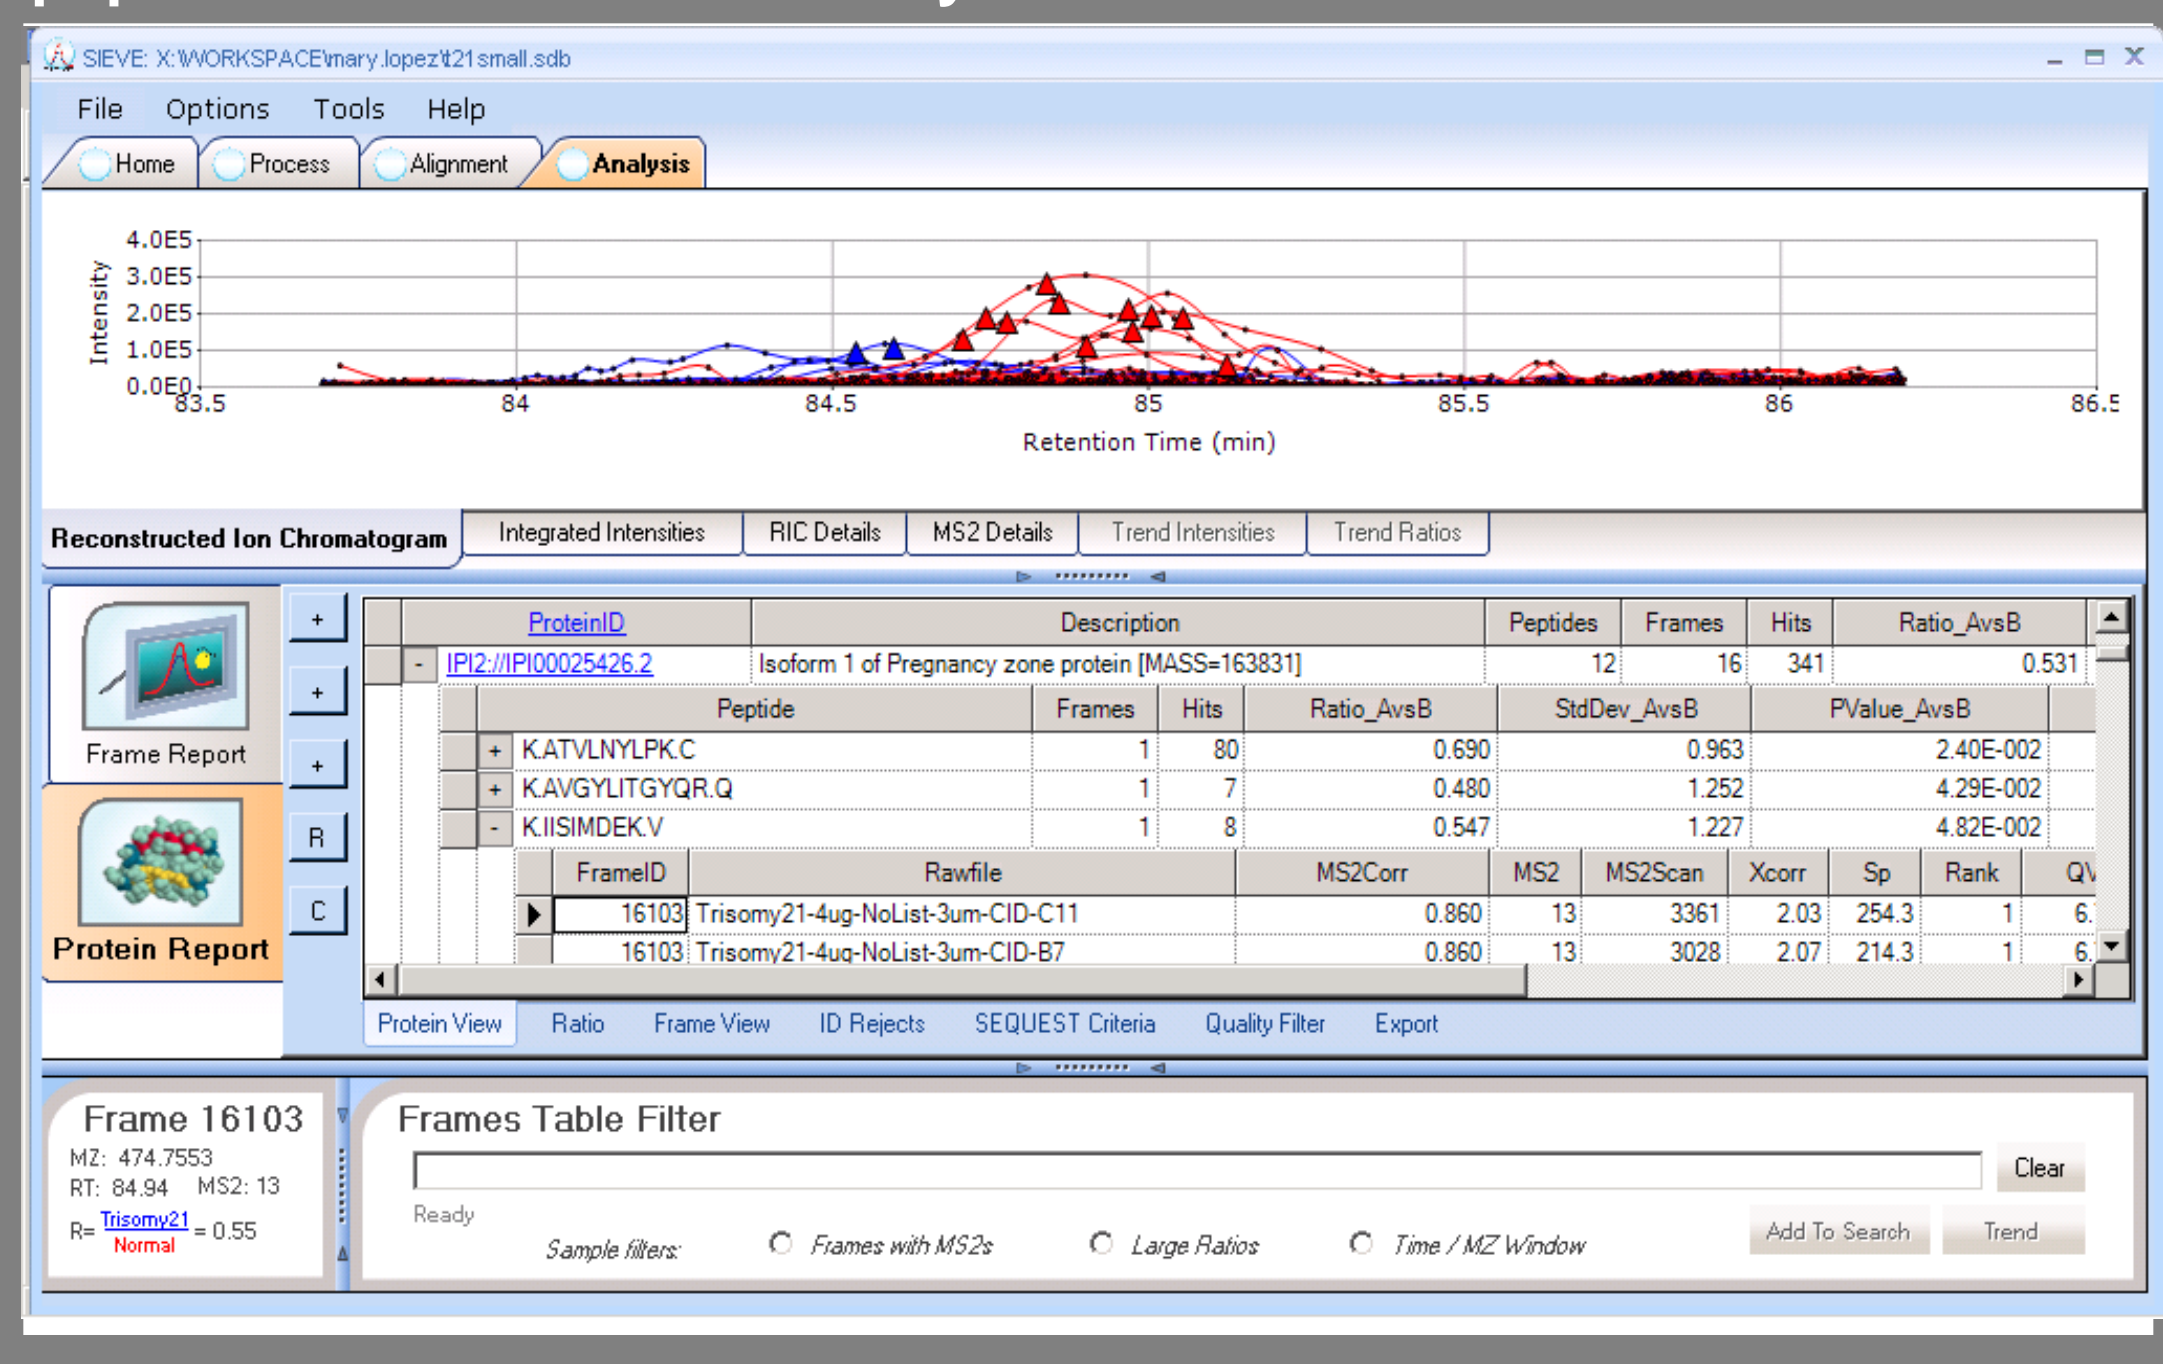 SIEVE: X:\WORKSPACE\mary.lopez\t21small.sdb
File Options Tools Help
Home Process Alignment Analysis
4.0E5
3.0E5
2.0E5
1.0E5
0.0E0
Intensity
83.5 84 84.5 85 85.5 86 86.5
Retention Time (min)
Reconstructed Ion Chromatogram Integrated Intensities RIC Details MS2 Details Trend Intensities Trend Ratios
Frame Report
Protein Report
+
+
+
R
C
ProteinID Description Peptides Frames Hits Ratio_AvsB
- IPI2://IPI00025426.2 Isoform 1 of Pregnancy zone protein [MASS=163831] 12 16 341 0.531
Peptide Frames Hits Ratio_AvsB StdDev_AvsB PValue_AvsB
+ K.ATVLNYLPK.C 1 80 0.690 0.963 2.40E-002
+ K.AVGYLITGYQR.Q 1 7 0.480 1.252 4.29E-002
- K.IISIMDEK.V 1 8 0.547 1.227 4.82E-002
FrameID Rawfile MS2Corr MS2 MS2Scan Xcorr Sp Rank QV
16103 Trisomy21-4ug-NoList-3um-CID-C11 0.860 13 3361 2.03 254.3 1 6.
16103 Trisomy21-4ug-NoList-3um-CID-B7 0.860 13 3028 2.07 214.3 1 6.
Protein View Ratio Frame View ID Rejects SEQUEST Criteria Quality Filter Export
Frame 16103
MZ: 474.7553
RT: 84.94 MS2: 13
R= Trisomy21 = 0.55
Normal
Frames Table Filter
Clear
Ready
Sample filters: Frames with MS2s Large Ratios Time / MZ Window
Add To Search Trend